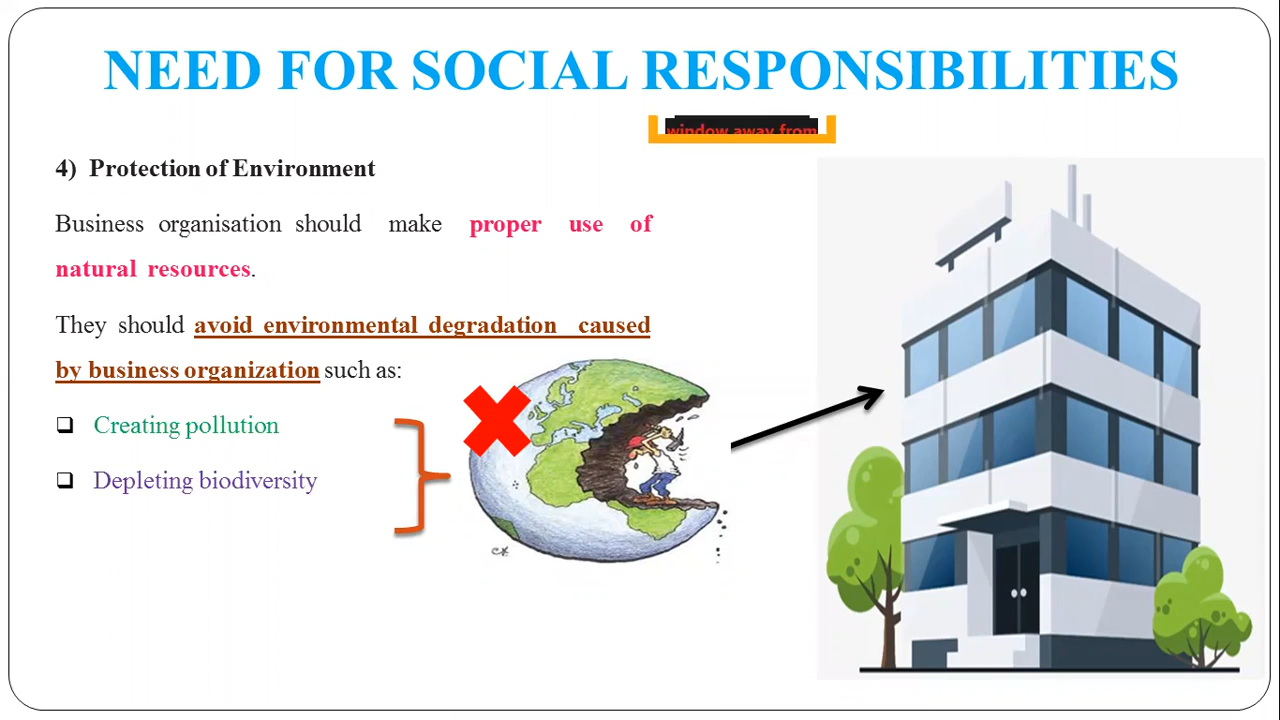 NEED FOR SOCIAL RESPONSIBILITIES
window away from
4) Protection of Environment
Business organisation should make proper use of
natural resources.
They should avoid environmental degradation caused
by business organization such as:
Creating pollution
Depleting biodiversity